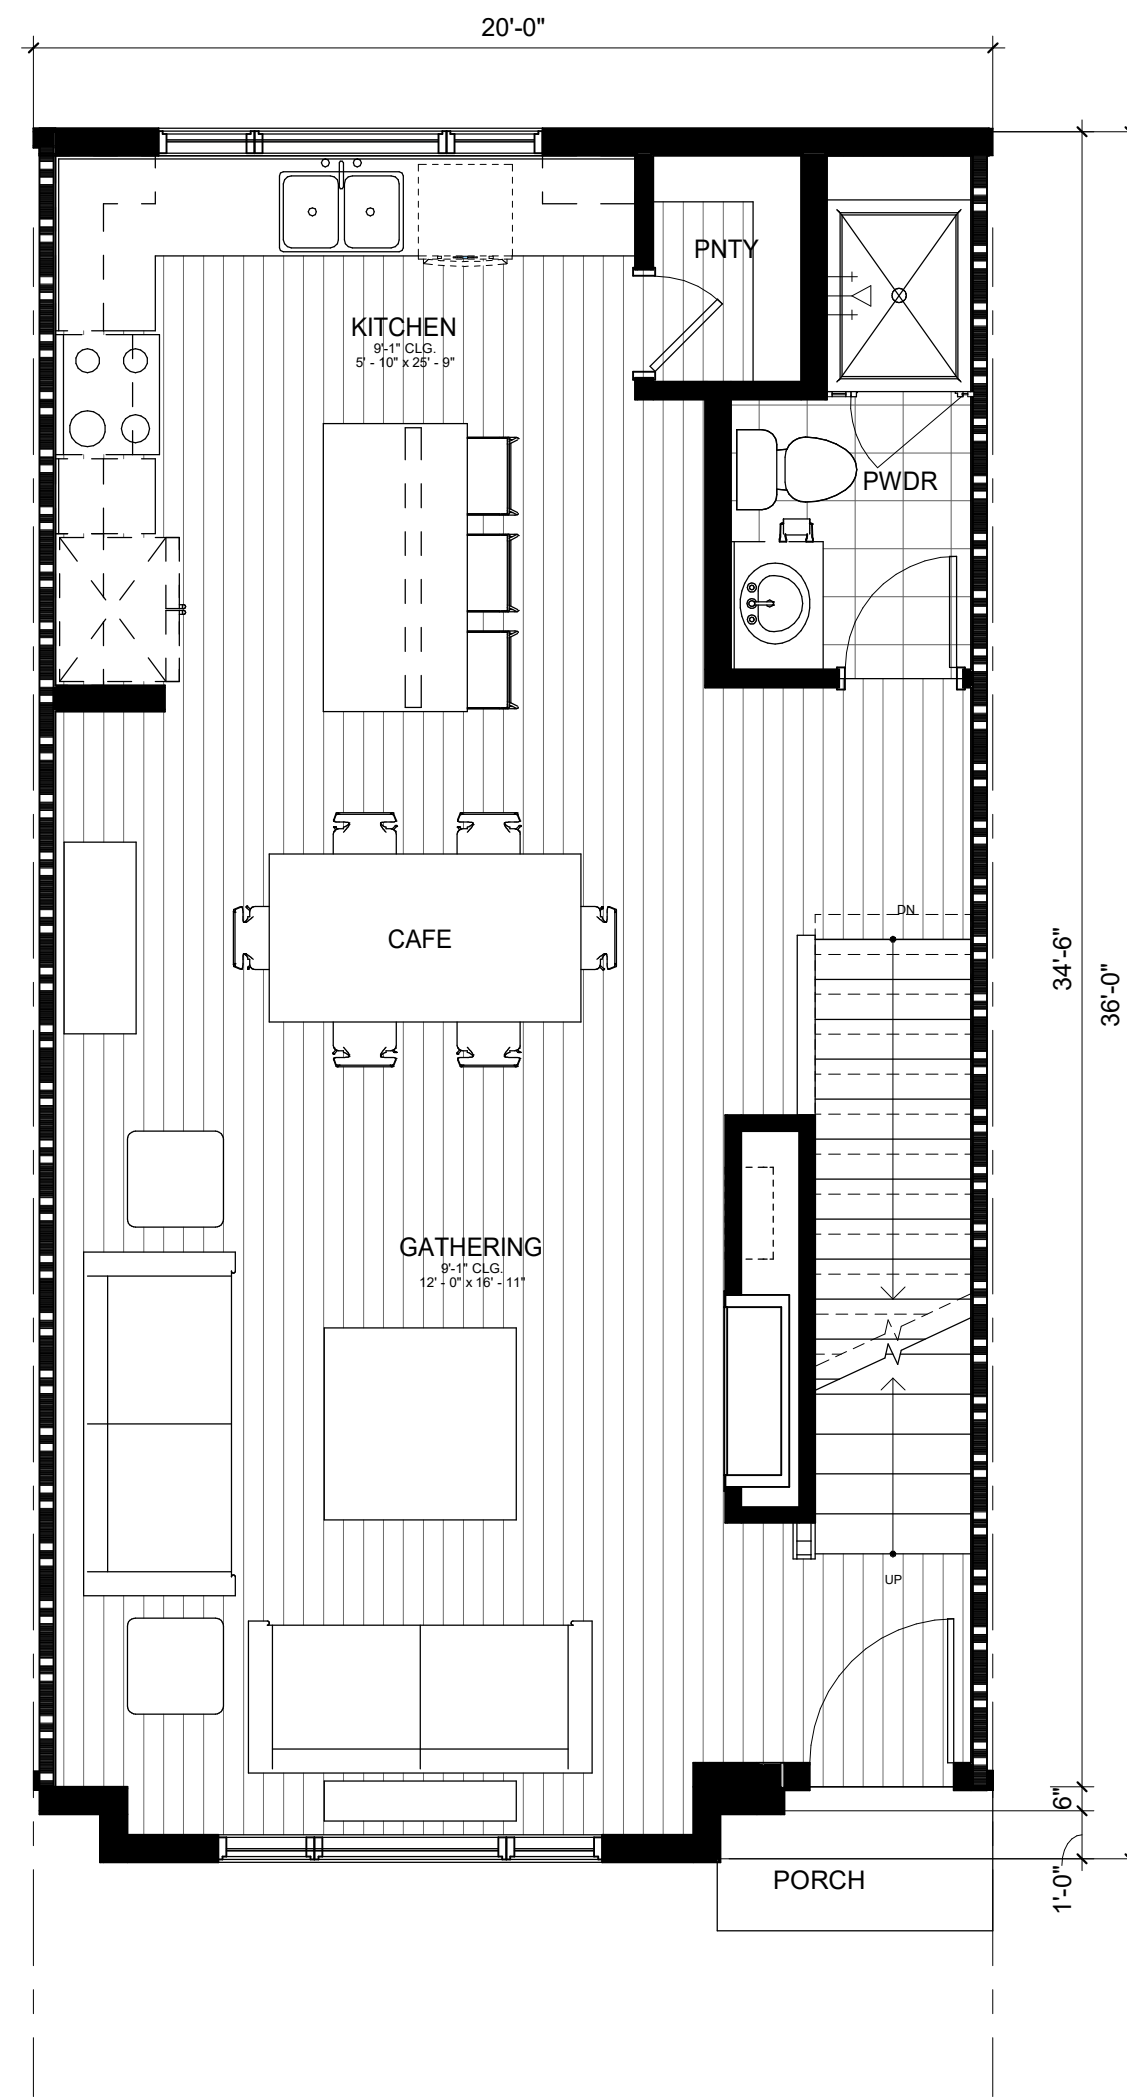 20'-0"
PNTY
KITCHEN
9'-1" CLG.
5' - 10" x 25' - 9"
PWDR
DN
CAFE
34'-6"
36'-0"
GATHERING
9'-1" CLG.
12' - 0" x 16' - 11"
UP
6"
1'-0"
PORCH